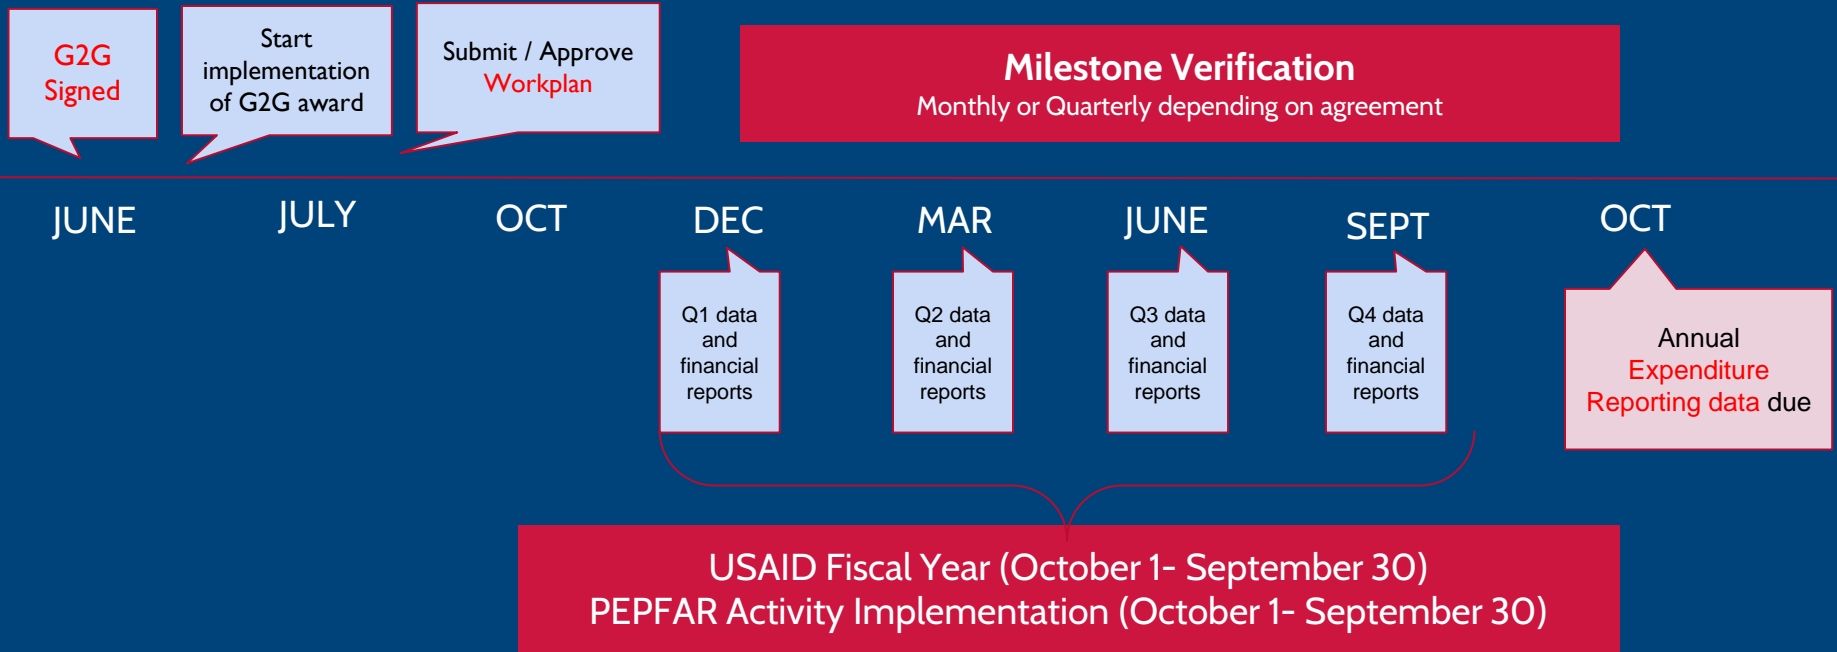 G2G
Signed
Start
implementation
of G2G award
Submit / Approve
Workplan
Milestone Verification
Monthly or Quarterly depending on agreement
JUNE
JULY
OCT
DEC
MAR
JUNE
SEPT
OCT
Q1 data
and
financial
reports
Q2 data
and
financial
reports
Q3 data
and
financial
reports
Q4 data
and
financial
reports
Annual
Expenditure
Reporting data due
USAID Fiscal Year (October 1- September 30)
PEPFAR Activity Implementation (October 1- September 30)